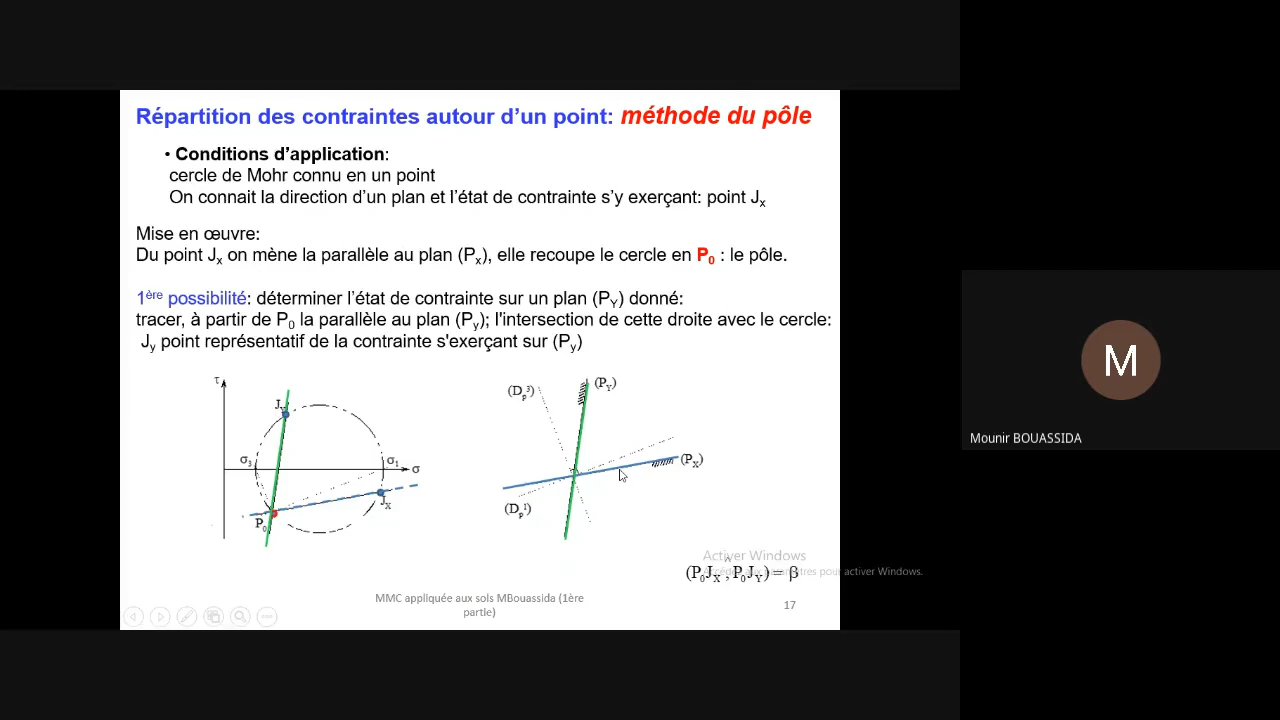 Répartition des contraintes autour d’un point: méthode du pôle
• Conditions d’application:
cercle de Mohr connu en un point
On connait la direction d’un plan et l’état de contrainte s’y exerçant: point Jx
Mise en œuvre:
Du point Jx on mène la parallèle au plan (Px), elle recoupe le cercle en P0 : le pôle.
1ère possibilité: déterminer l’état de contrainte sur un plan (PY) donné:
tracer, à partir de P0 la parallèle au plan (Py); l'intersection de cette droite avec le cercle:
Jy point représentatif de la contrainte s'exerçant sur (Py)
τ
JY
σ3
σ1
σ
JX
P0
(Dp3)
(PY)
(PX)
(Dp1)
M
Mounir BOUASSIDA
Activer Windows
Accédez aux paramètres pour activer Windows.
(P0JX^,P0JY)= β
MMC appliquée aux sols MBouassida (1ère
partie)
17